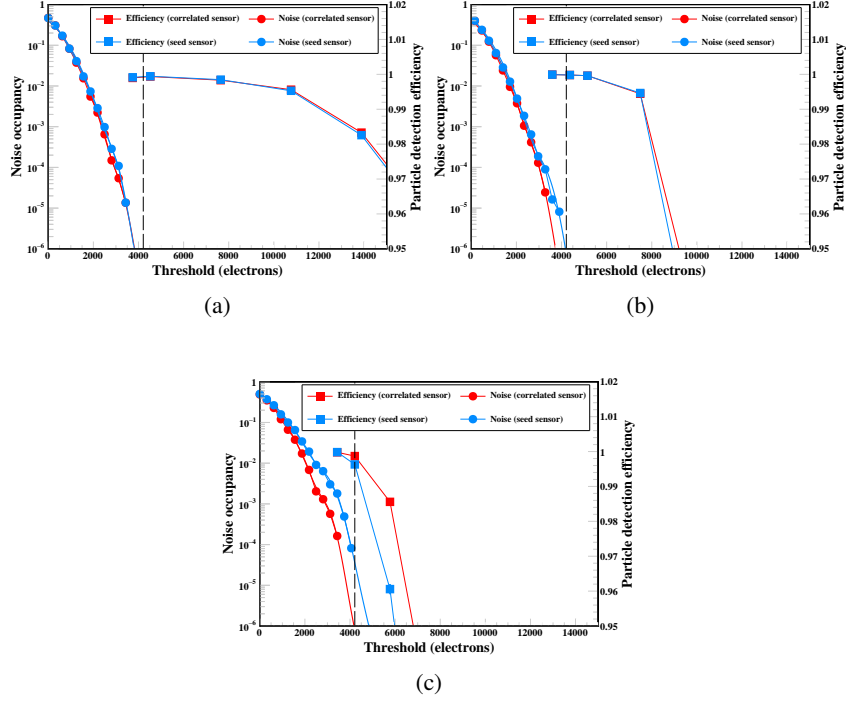 Efficiency (correlated sensor) Noise (correlated sensor)
Efficiency (seed sensor) Noise (seed sensor)
Noise occupancy
1
10⁻¹
10⁻²
10⁻³
10⁻⁴
10⁻⁵
10⁻⁶
0 2000 4000 6000 8000 10000 12000 14000
Threshold (electrons)
1.02
1.01
1
0.99
0.98
0.97
0.96
0.95
Particle detection efficiency
(a)
Efficiency (correlated sensor) Noise (correlated sensor)
Efficiency (seed sensor) Noise (seed sensor)
Noise occupancy
1
10⁻¹
10⁻²
10⁻³
10⁻⁴
10⁻⁵
10⁻⁶
0 2000 4000 6000 8000 10000 12000 14000
Threshold (electrons)
1.02
1.01
1
0.99
0.98
0.97
0.96
0.95
Particle detection efficiency
(b)
Efficiency (correlated sensor) Noise (correlated sensor)
Efficiency (seed sensor) Noise (seed sensor)
Noise occupancy
1
10⁻¹
10⁻²
10⁻³
10⁻⁴
10⁻⁵
10⁻⁶
0 2000 4000 6000 8000 10000 12000 14000
Threshold (electrons)
1.02
1.01
1
0.99
0.98
0.97
0.96
0.95
Particle detection efficiency
(c)